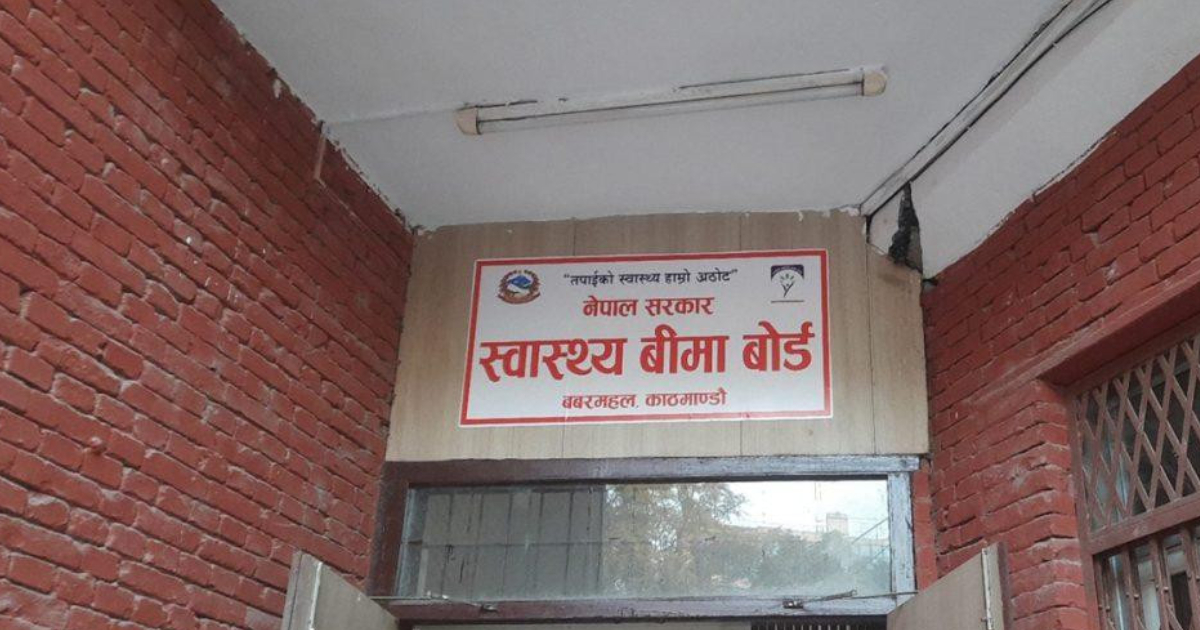 "तपाईको स्वास्थ्य हाम्रो अठोट"
नेपाल सरकार
स्वास्थ्य बीमा बोर्ड
बबरमहल, काठमाण्डौ